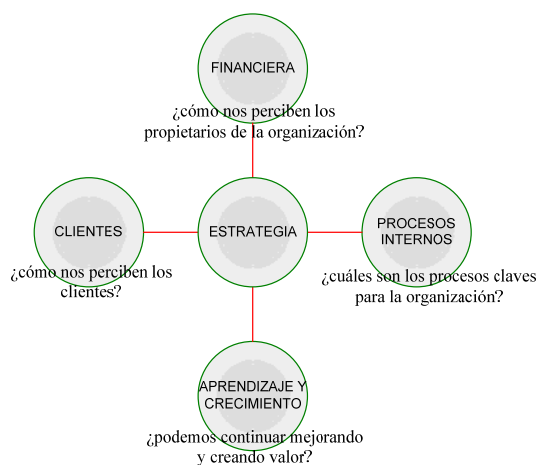 FINANCIERA
¿cómo nos perciben los
propietarios de la organización?
CLIENTES
¿cómo nos perciben los
clientes?
ESTRATEGIA
PROCESOS
INTERNOS
¿cuáles son los procesos claves
para la organización?
APRENDIZAJE Y
CRECIMIENTO
¿podemos continuar mejorando
y creando valor?